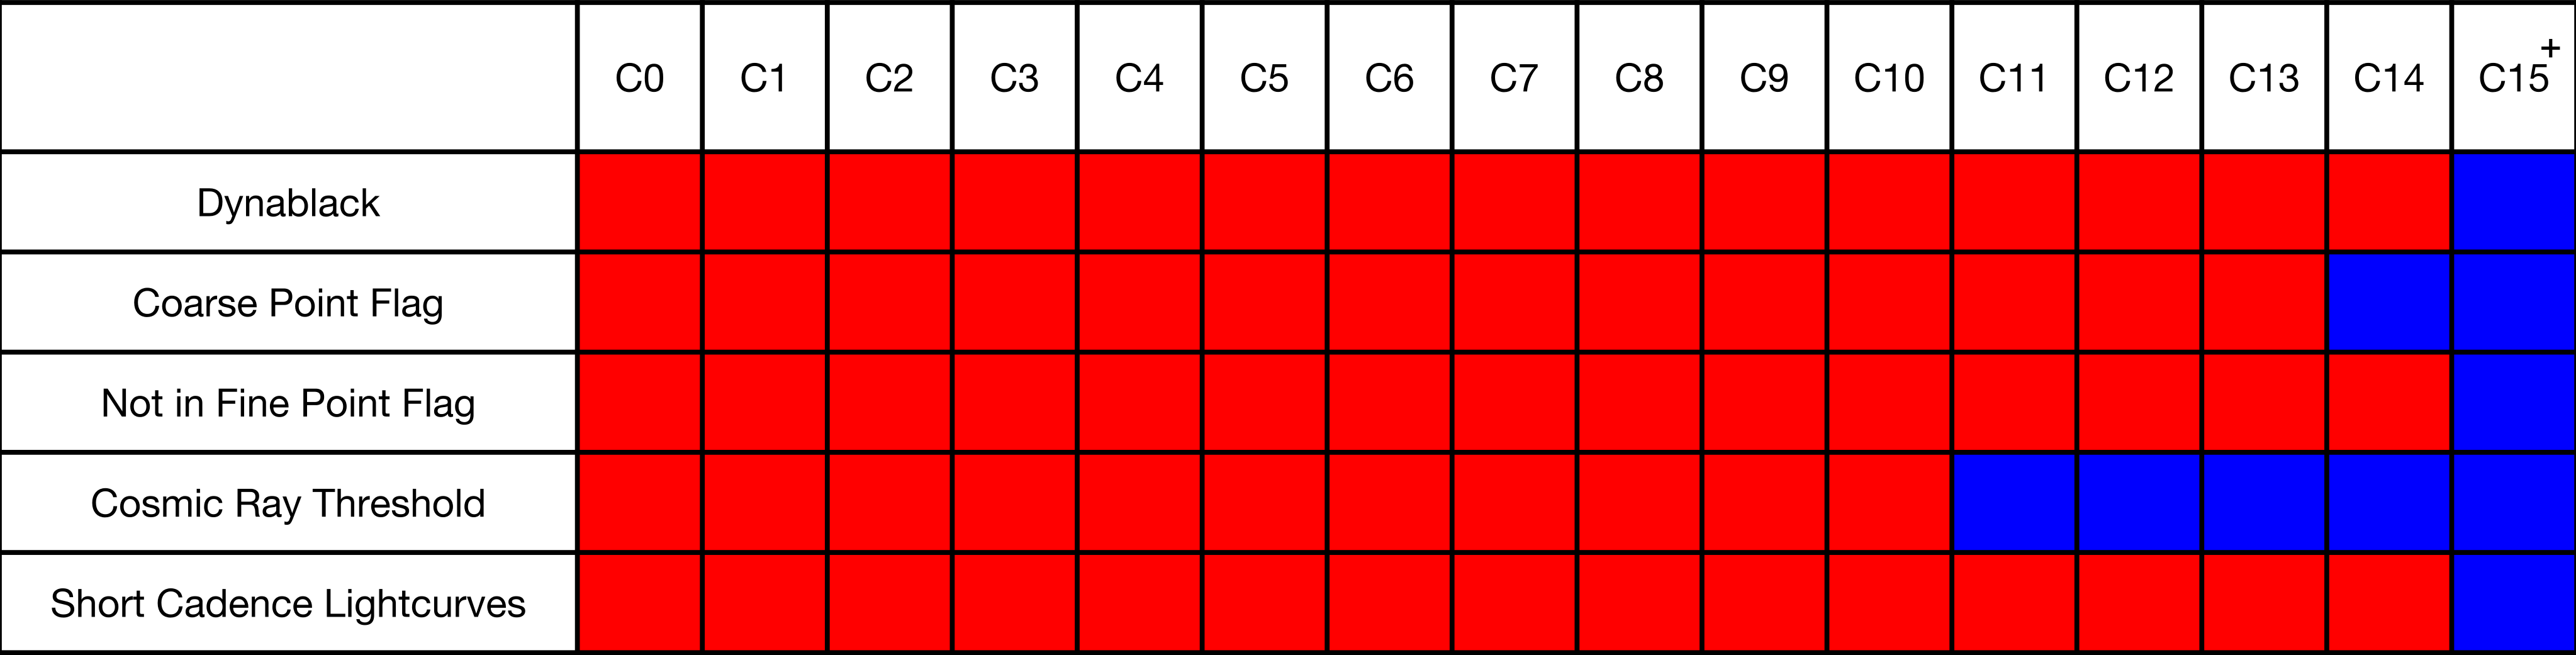 C0 C1 C2 C3 C4 C5 C6 C7 C8 C9 C10 C11 C12 C13 C14 C15+
Dynablack
Coarse Point Flag
Not in Fine Point Flag
Cosmic Ray Threshold
Short Cadence Lightcurves